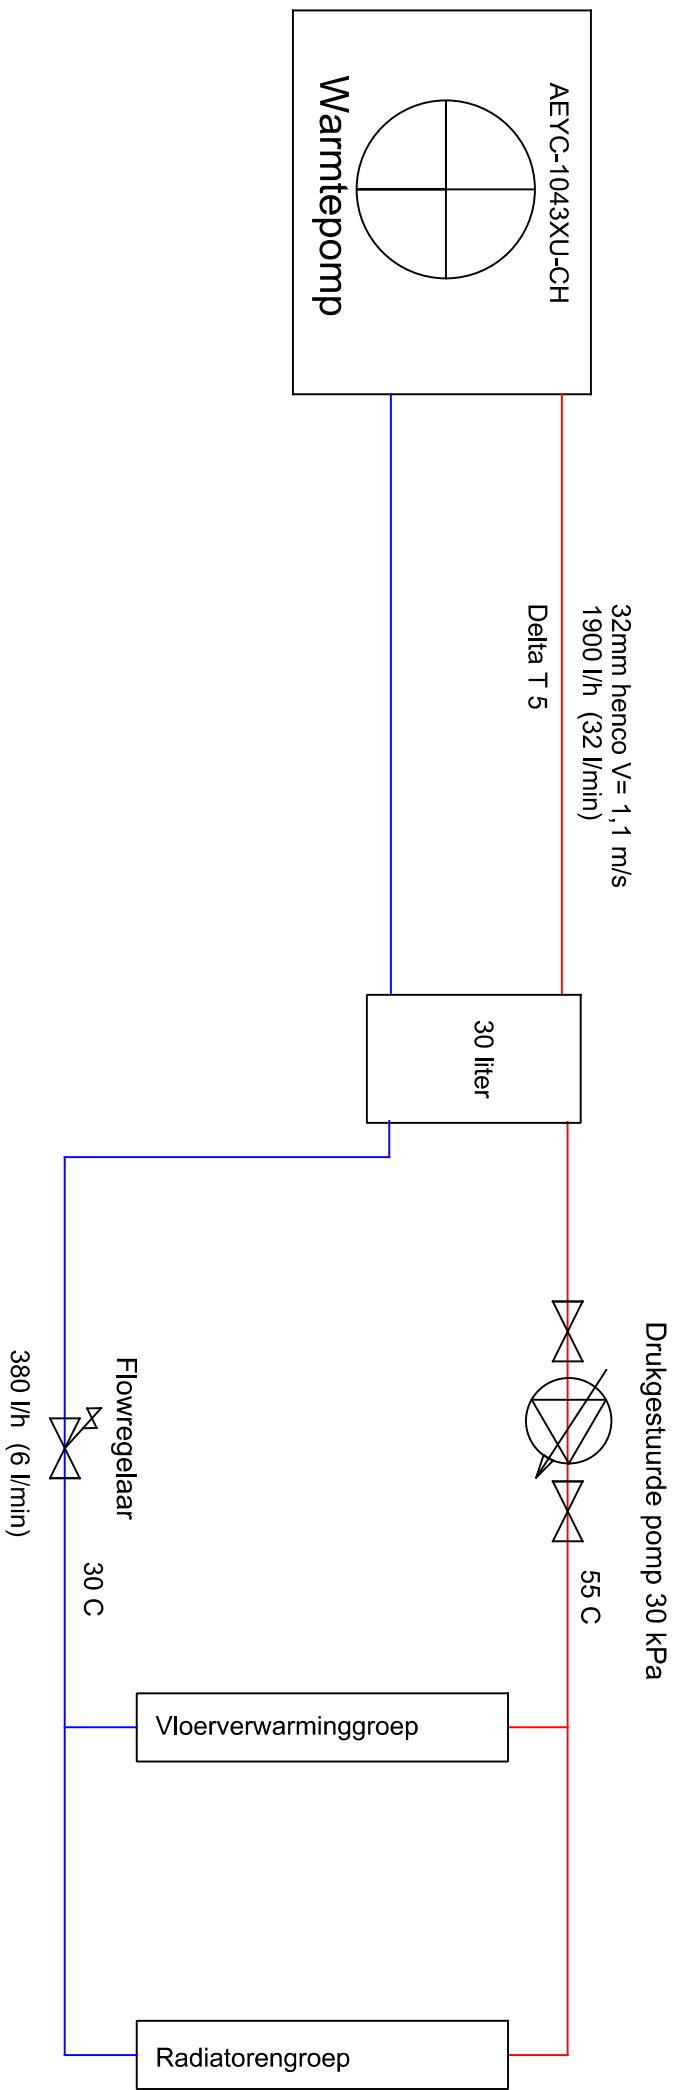 AEYC-1043XU-CH
Warmtepomp
32mm henco V= 1,1 m/s
1900 l/h (32 l/min)
Delta T 5
30 liter
Drukgestuurde pomp 30 kPa
55 C
Flowregelaar
30 C
380 l/h (6 l/min)
Vloerverwarminggroep
Radiatorengroep